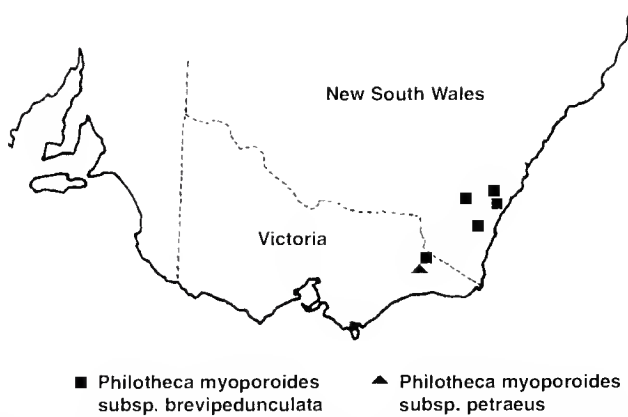 New South Wales
Victoria
Philotheca myoporoides
subsp. brevipedunculata
Philotheca myoporoides
subsp. petraeus